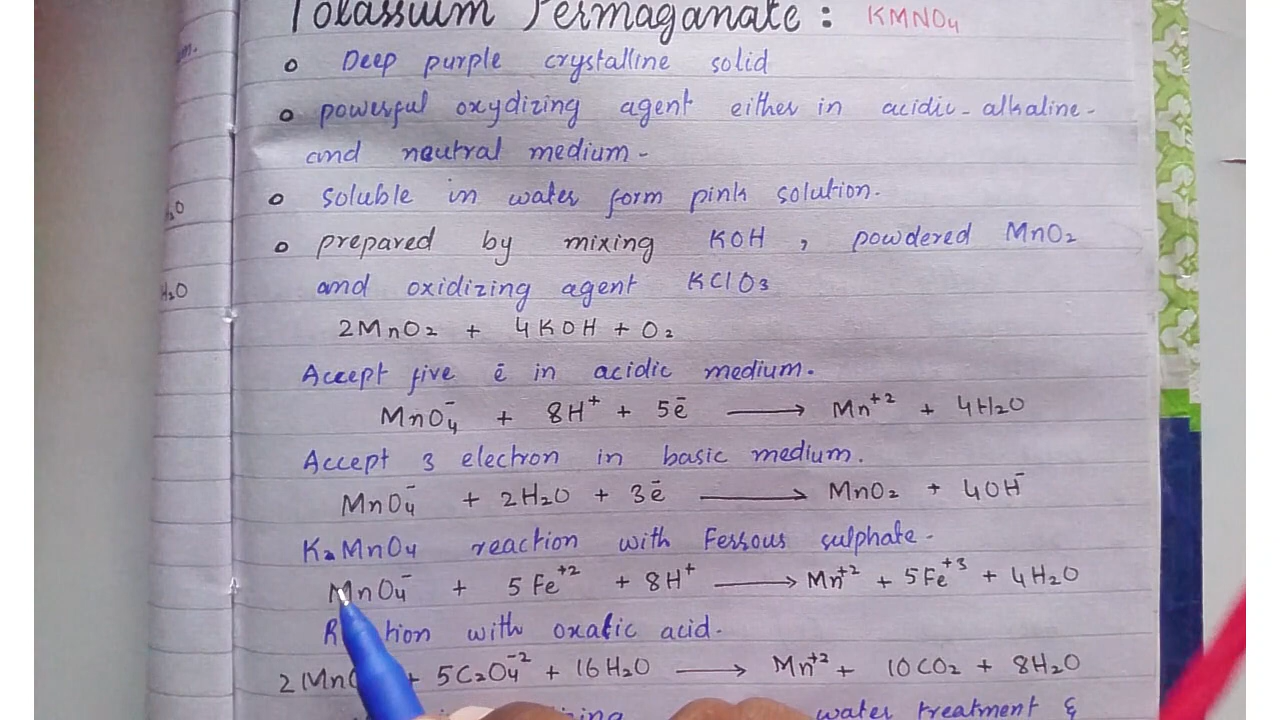 Potassium Permaganate : KMNO₄
o Deep purple crystalline solid
o powerful oxydizing agent either in acidic - alkaline -
and neutral medium -
o soluble in water form pink solution.
o prepared by mixing KOH , powdered MnO₂
and oxidizing agent KClO₃
2MnO₂ + 4KOH + O₂
Accept five ē in acidic medium.
MnO₄⁻ + 8H⁺ + 5ē ⟶ Mn⁺² + 4H₂O
Accept 3 electron in basic medium.
MnO₄⁻ + 2H₂O + 3ē ⟶ MnO₂ + 4OH⁻
K₂MnO₄ reaction with Ferrous sulphate -
MnO₄⁻ + 5Fe⁺² + 8H⁺ ⟶ Mn⁺² + 5Fe⁺³ + 4H₂O
with oxalic acid.
+ 5C₂O₄⁻² + 16H₂O ⟶ Mn⁺² + 10CO₂ + 8H₂O
water treatment &
H₂O